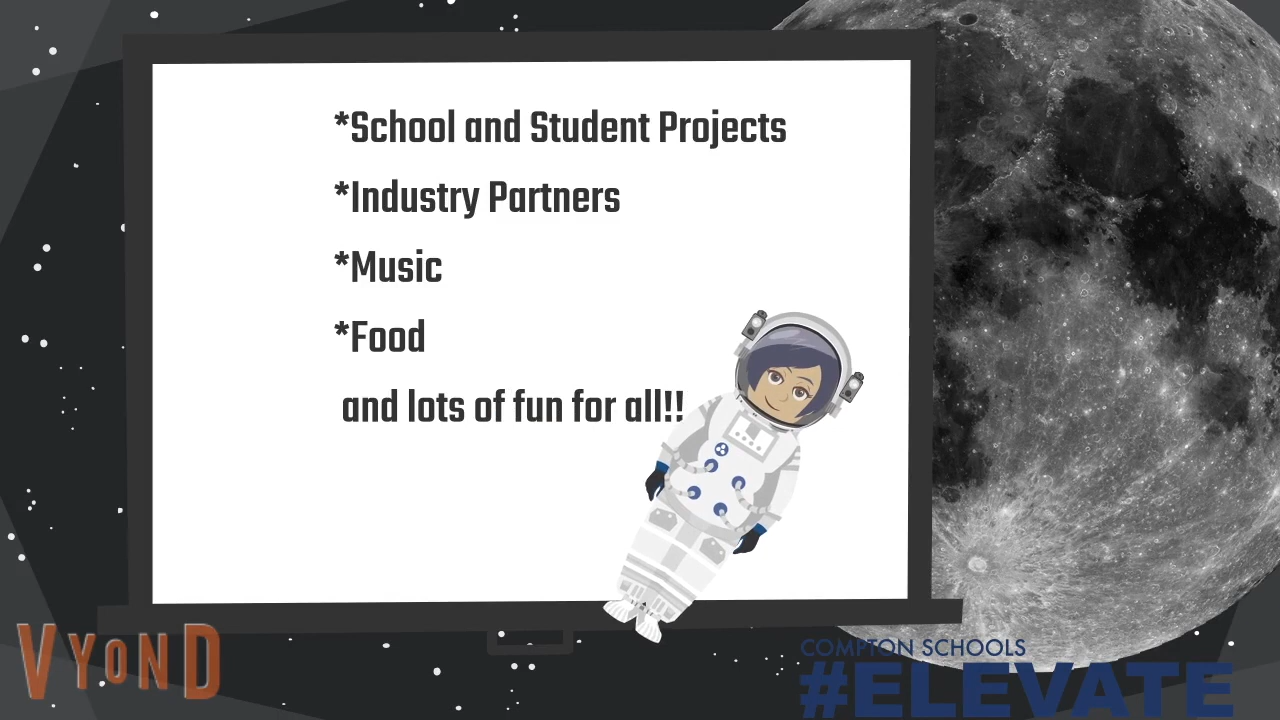 *School and Student Projects
*Industry Partners
*Music
*Food
and lots of fun for all!!
VYOND
COMPTON SCHOOLS
#ELEVATE